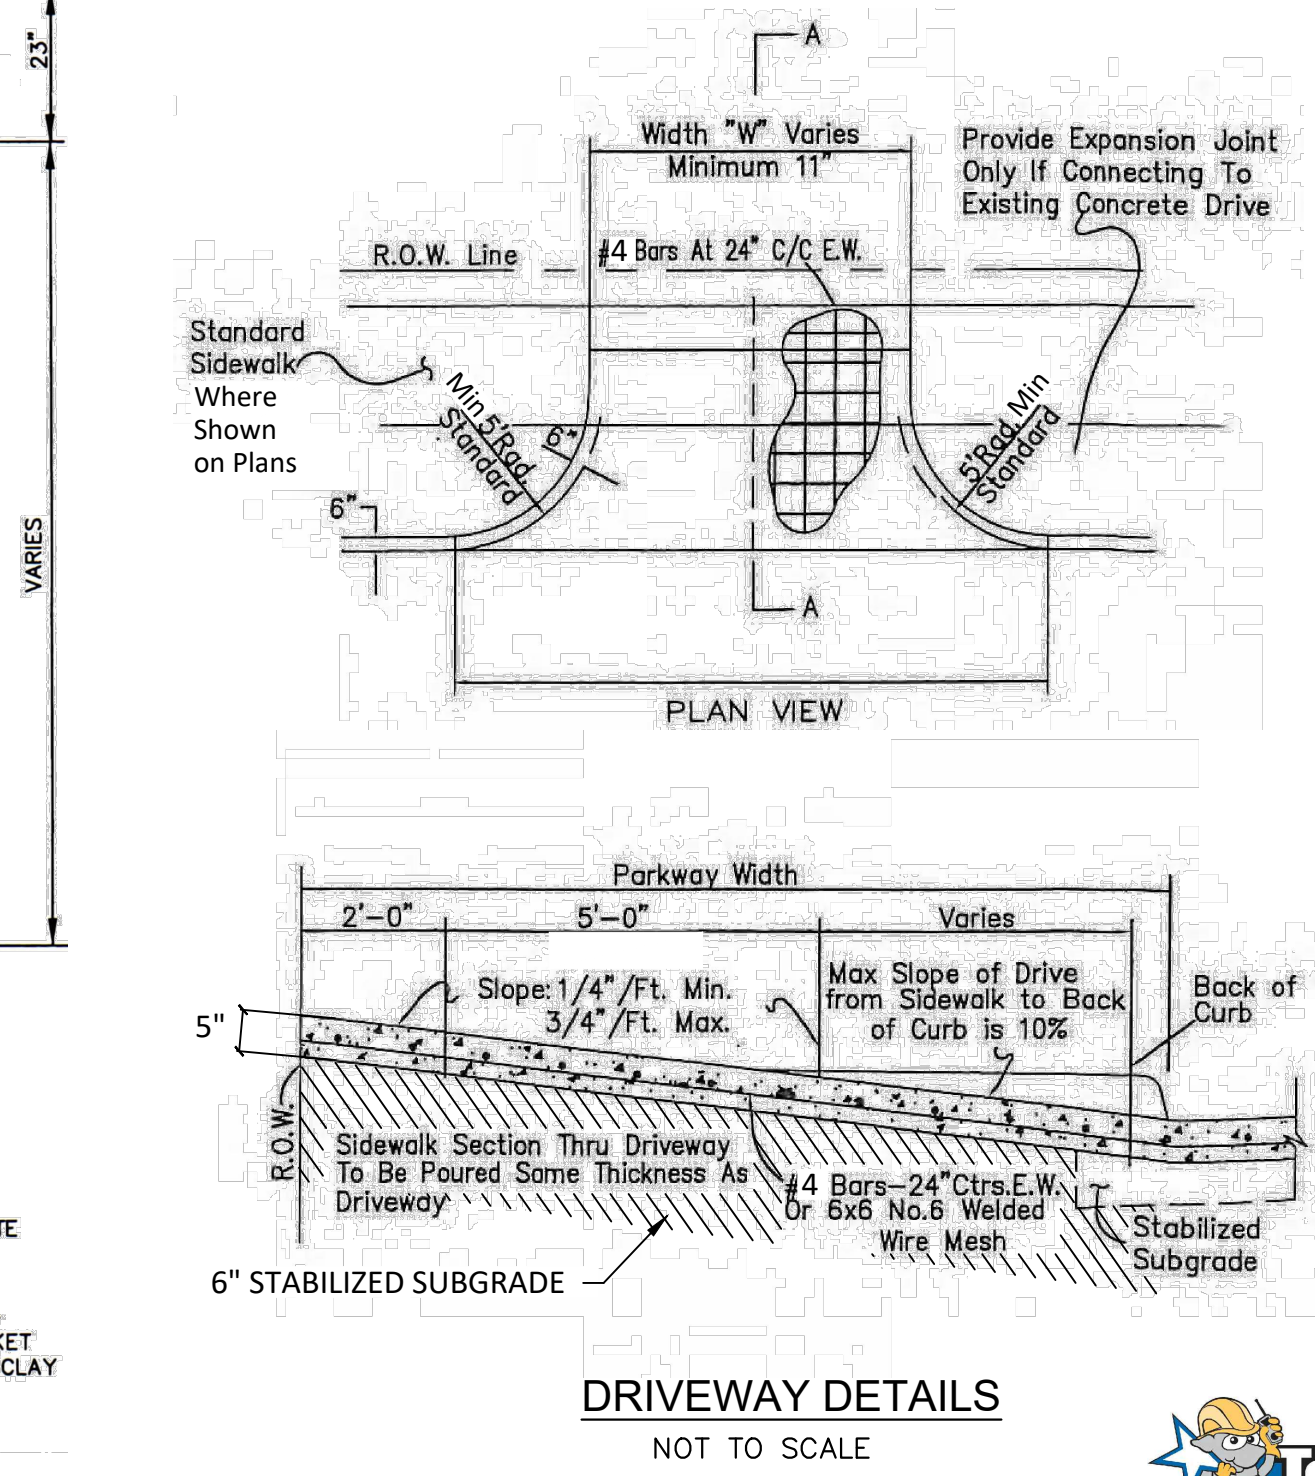 23"
VARIES
TE
KET
CLAY
A
Width "W" Varies
Minimum 11"
Provide Expansion Joint
Only If Connecting To
Existing Concrete Drive
R.O.W. Line
#4 Bars At 24" C/C E.W.
Standard
Sidewalk
Where
Shown
on Plans
Min 5'Rad.
Standard
6"
5'Rad. Min
Standard
6"
A
PLAN VIEW
Parkway Width
2'-0"
5'-0"
Varies
Slope: 1/4"/Ft. Min.
3/4"/Ft. Max.
Max Slope of Drive
from Sidewalk to Back
of Curb is 10%
Back of
Curb
5"
R.O.W.
Sidewalk Section Thru Driveway
To Be Poured Same Thickness As
Driveway
#4 Bars-24"Ctrs.E.W.
Or 6x6 No.6 Welded
Wire Mesh
Stabilized
Subgrade
6" STABILIZED SUBGRADE
DRIVEWAY DETAILS
NOT TO SCALE